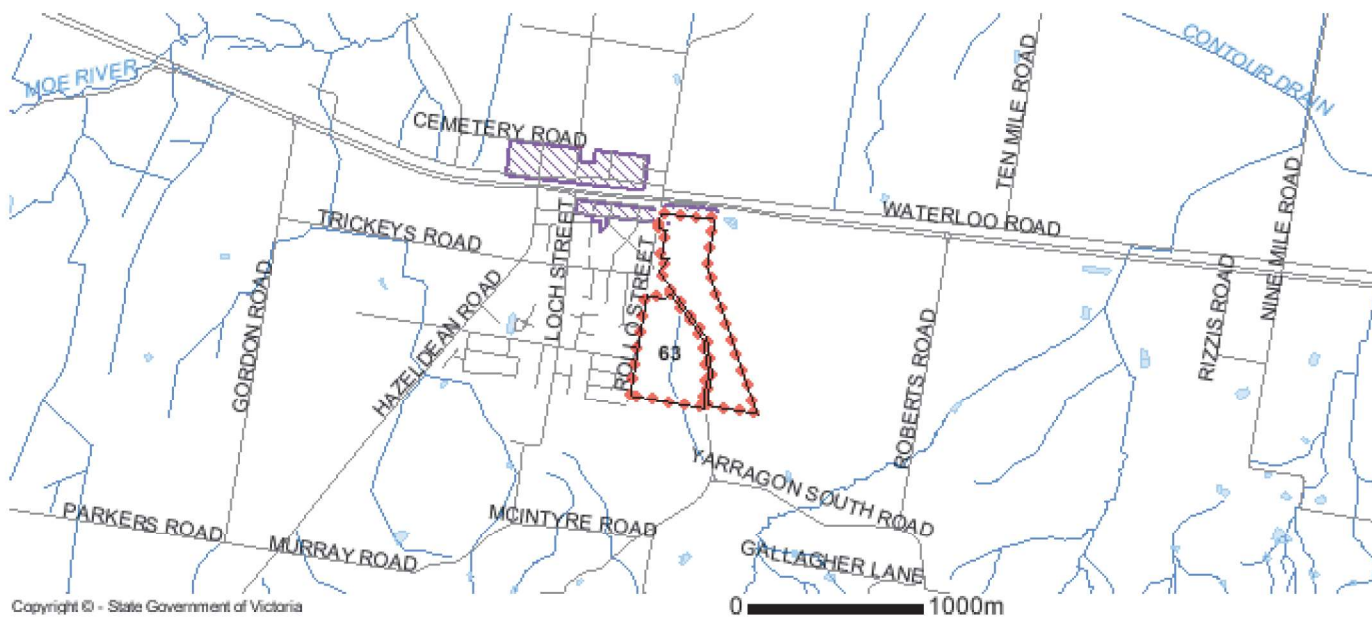 MOE RIVER
CEMETERY ROAD
TRICKEYS ROAD
GORDON ROAD
HAZELDEAN ROAD
LOCH STREET
ROLLO STREET
63
WATERLOO ROAD
TEN MILE ROAD
CONTOUR DRAIN
NINE MILE ROAD
RIZZIS ROAD
ROBERTS ROAD
YARRAGON SOUTH ROAD
GALLAGHER LANE
MCINTYRE ROAD
MURRAY ROAD
PARKERS ROAD
Copyright © - State Government of Victoria
0 1000m